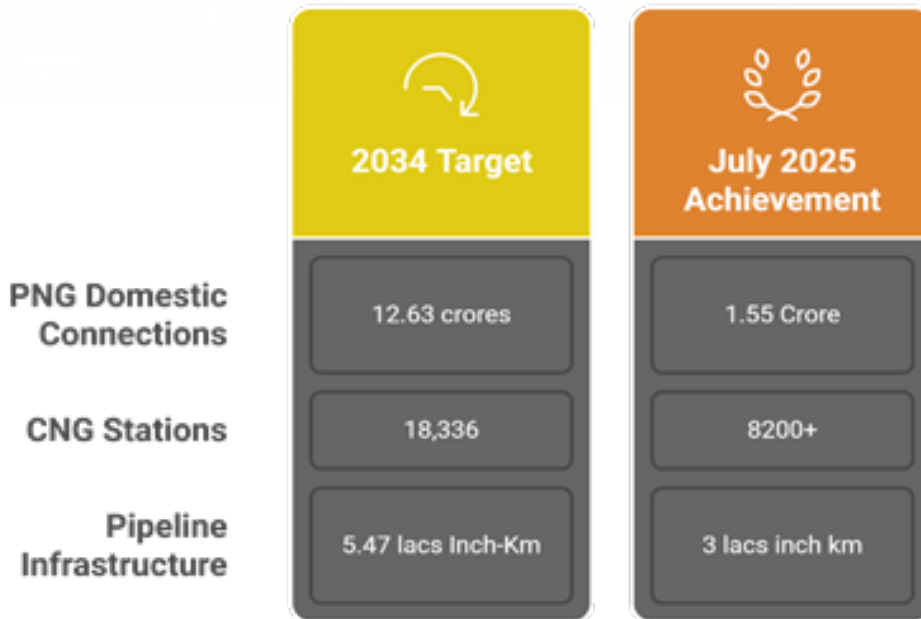 2034 Target
July 2025
Achievement
PNG Domestic
Connections
12.63 crores
1.55 Crore
CNG Stations
18,336
8200+
Pipeline
Infrastructure
5.47 lacs Inch-Km
3 lacs inch km